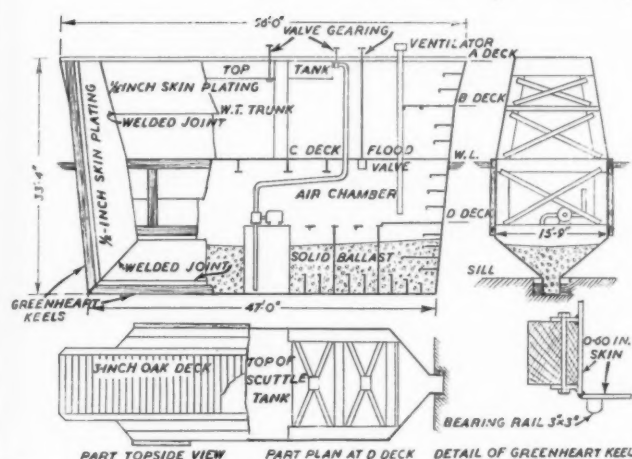 56'-0"
VALVE GEARING
VENTILATOR
A DECK
TOP
TANK
½-INCH SKIN PLATING
B DECK
W.T. TRUNK
WELDED JOINT
C DECK
FLOOD
VALVE
W.L.
33'-4"
½-INCH SKIN PLATING
AIR CHAMBER
D DECK
15'-9"
SOLID BALLAST
WELDED JOINT
SILL
GREENHEART
KEELS
47'-0"
3-INCH OAK DECK
TOP OF
SCUTTLE
TANK
0·60 IN.
SKIN
BEARING RAIL 3"×3"
PART TOPSIDE VIEW
PART PLAN AT D DECK
DETAIL OF GREENHEART KEEL